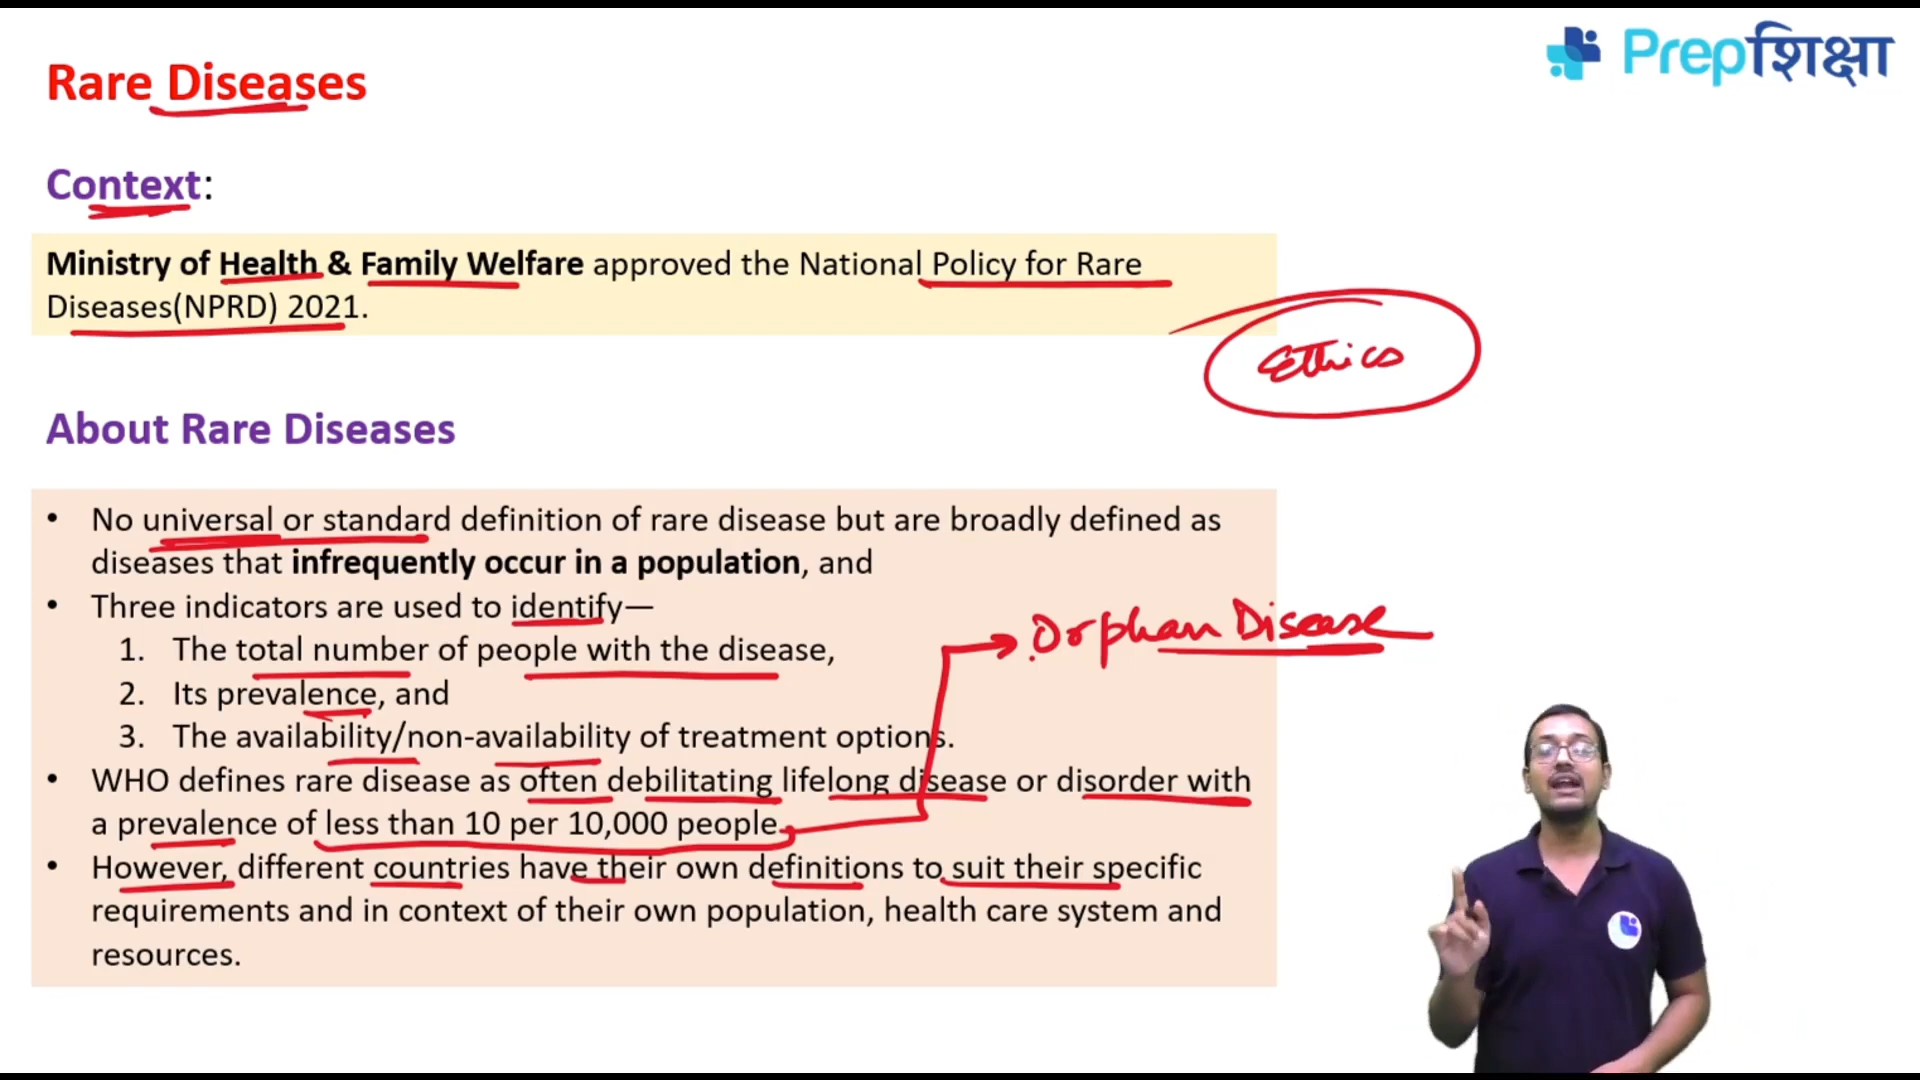 Prepशिक्षा
Rare Diseases
Context:
Ministry of Health & Family Welfare approved the National Policy for Rare
Diseases(NPRD) 2021.
Ethics
About Rare Diseases
• No universal or standard definition of rare disease but are broadly defined as
diseases that infrequently occur in a population, and
• Three indicators are used to identify—
1. The total number of people with the disease,
2. Its prevalence, and
3. The availability/non-availability of treatment options.
Orphan Disease
• WHO defines rare disease as often debilitating lifelong disease or disorder with
a prevalence of less than 10 per 10,000 people
• However, different countries have their own definitions to suit their specific
requirements and in context of their own population, health care system and
resources.